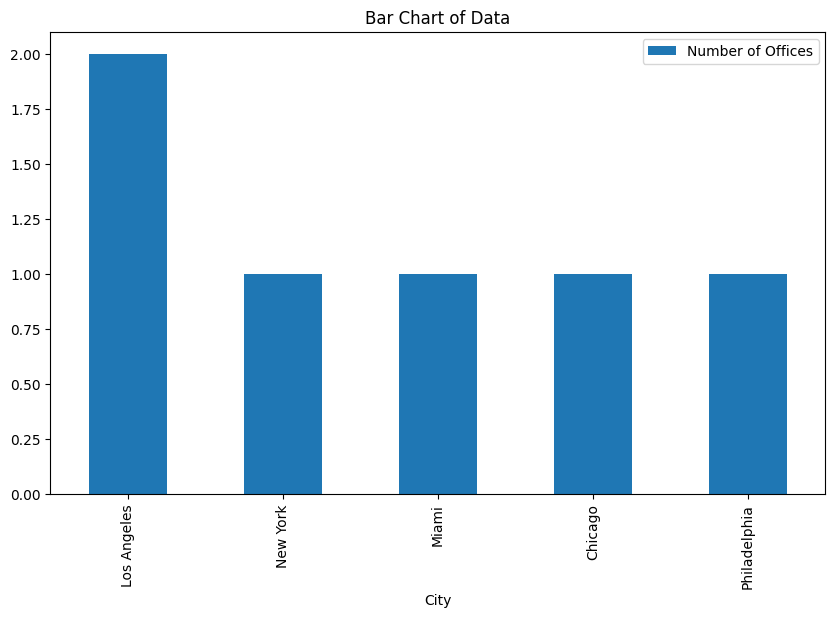 Bar Chart of Data
Number of Offices
2.00
1.75
1.50
1.25
1.00
0.75
0.50
0.25
0.00
Los Angeles
New York
Miami
Chicago
Philadelphia
City